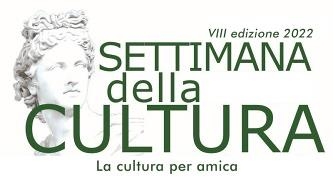 VIII edizione 2022
SETTIMANA
della
CULTURA
La cultura per amica